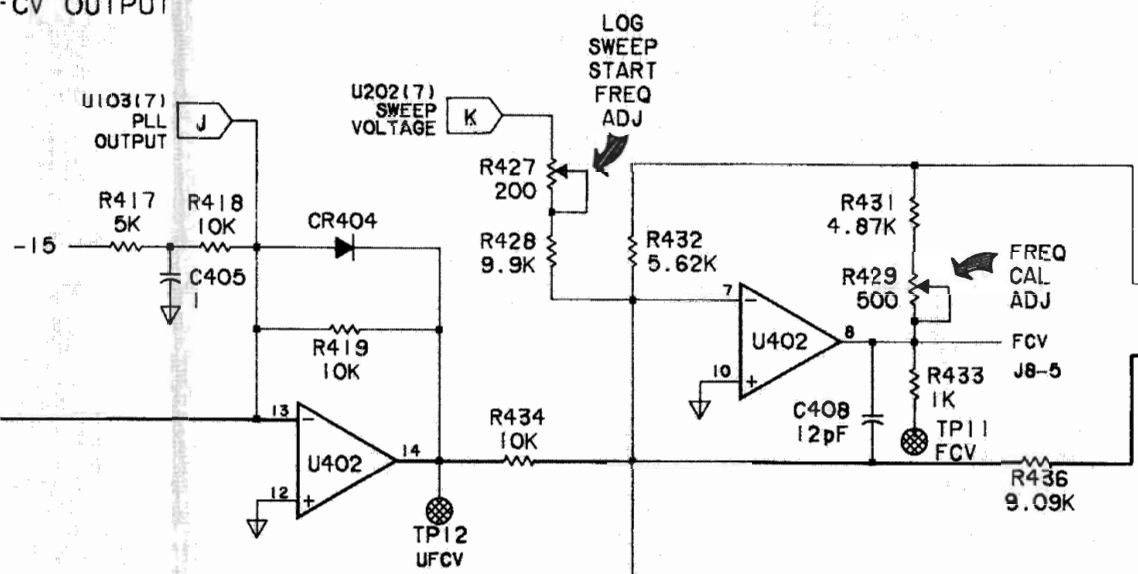 CV OUTPUT
LOG
SWEEP
START
FREQ
ADJ
U103(7)
PLL
OUTPUT
J
U202(7)
SWEEP
VOLTAGE
K
R427
200
R417
5K
R418
10K
-15
C405
1
CR404
R419
10K
R428
9.9K
R432
5.62K
R431
4.87K
R429
500
FREQ
CAL
ADJ
7
-
U402
8
10
+
FCV
J8-5
R433
1K
TP11
FCV
C408
12pF
13
-
U402
14
12
+
R434
10K
TP12
UFCV
R436
9.09K